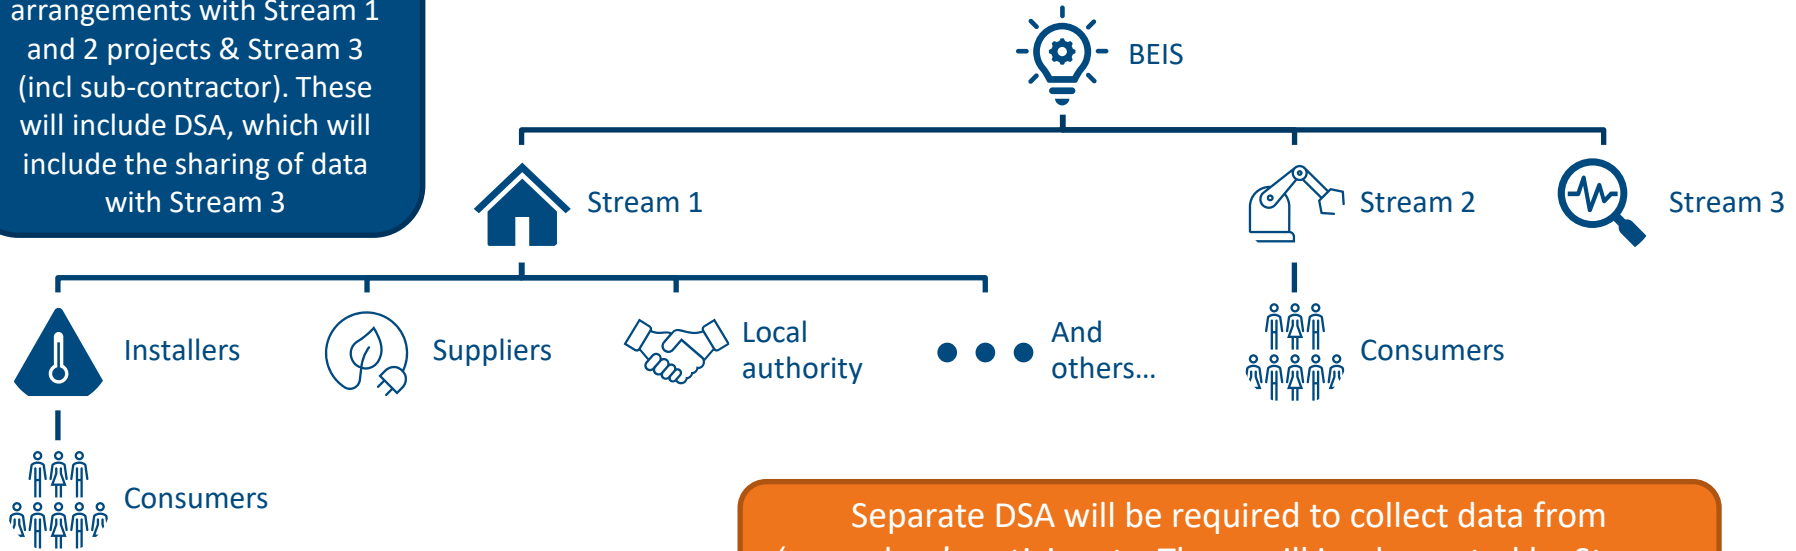 arrangements with Stream 1
and 2 projects & Stream 3
(incl sub-contractor). These
will include DSA, which will
include the sharing of data
with Stream 3
BEIS
Stream 1
Stream 2
Stream 3
Installers
Suppliers
Local
authority
And
others...
Consumers
Consumers
Separate DSA will be required to collect data from